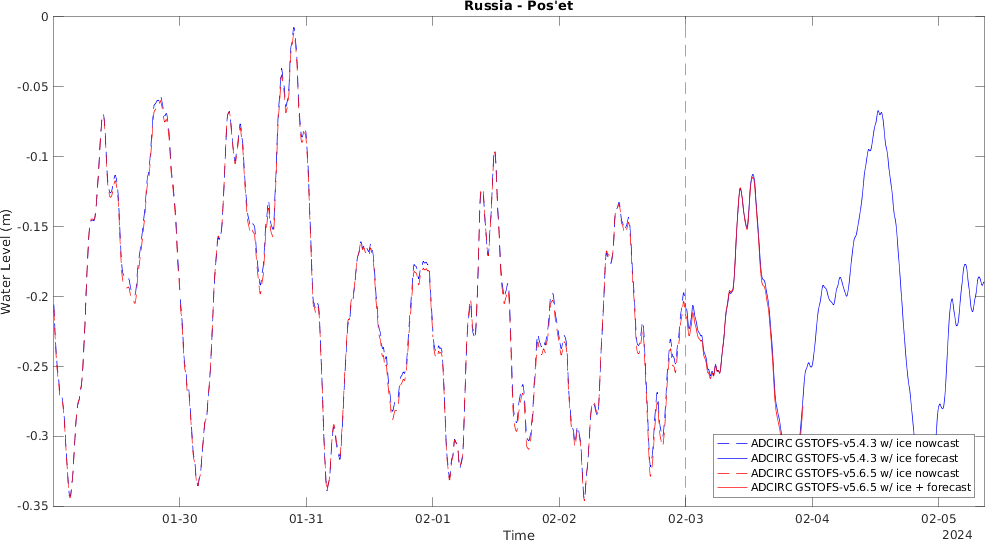 Russia - Pos'et
0
-0.05
-0.1
-0.15
-0.2
-0.25
-0.3
-0.35
Water Level (m)
ADCIRC GSTOFS-v5.4.3 w/ ice nowcast
ADCIRC GSTOFS-v5.4.3 w/ ice forecast
ADCIRC GSTOFS-v5.6.5 w/ ice nowcast
ADCIRC GSTOFS-v5.6.5 w/ ice + forecast
01-30 01-31 02-01 02-02 02-03 02-04 02-05
Time
2024